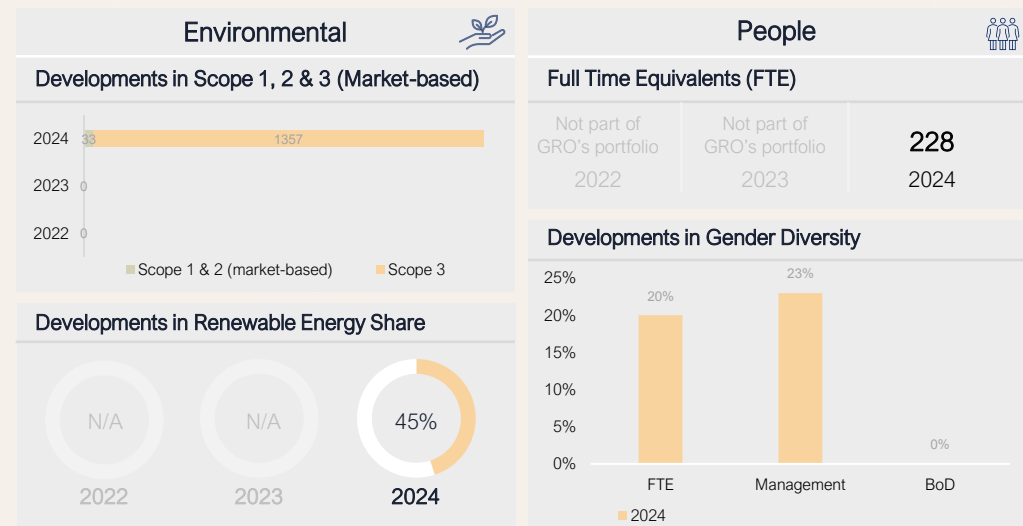 Environmental
Developments in Scope 1, 2 & 3 (Market-based)
2024 33 1357
2023 0
2022 0
Scope 1 & 2 (market-based) Scope 3
Developments in Renewable Energy Share
N/A N/A 45%
2022 2023 2024
People
Full Time Equivalents (FTE)
Not part of Not part of
GRO's portfolio GRO's portfolio 228
2022 2023 2024
Developments in Gender Diversity
25%
20%
15%
10%
5%
0%
20% 23% 0%
FTE Management BoD
2024